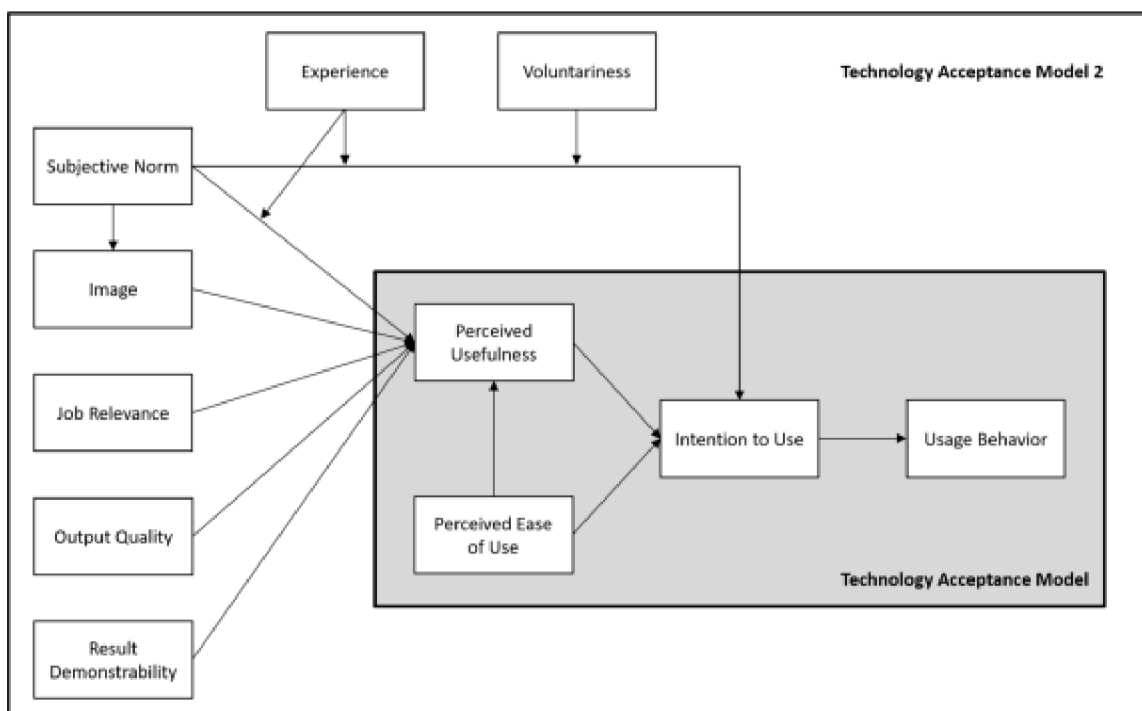 Experience
Voluntariness
Technology Acceptance Model 2
Subjective Norm
Image
Perceived
Usefulness
Job Relevance
Intention to Use
Usage Behavior
Output Quality
Perceived Ease
of Use
Technology Acceptance Model
Result
Demonstrability